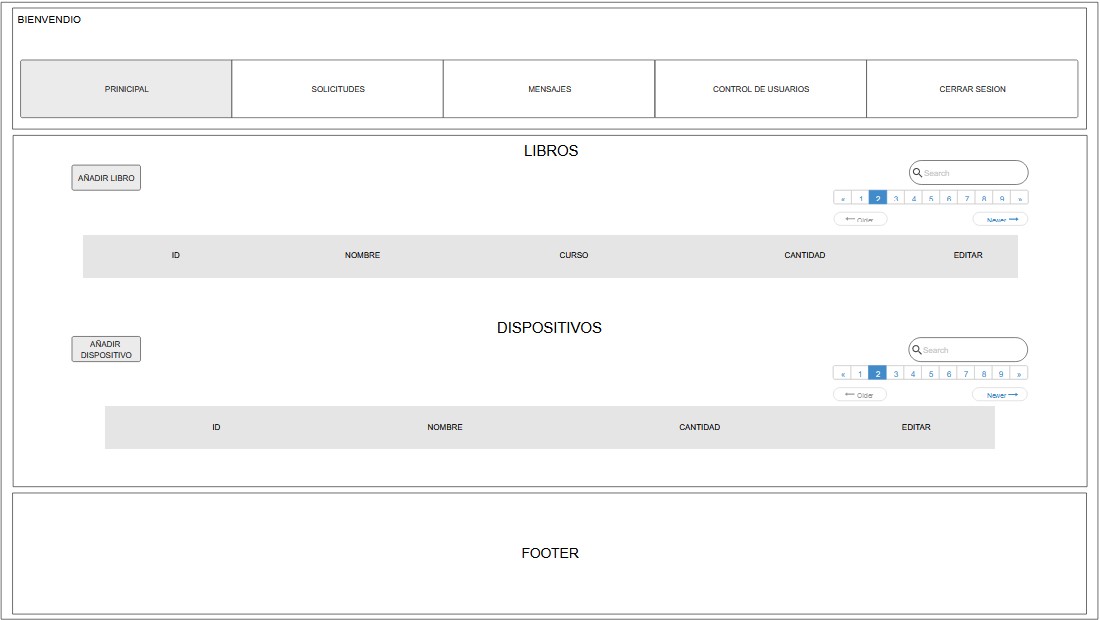 BIENVENDIO
PRINICIPAL SOLICITUDES MENSAJES CONTROL DE USUARIOS CERRAR SESION
LIBROS
AÑADIR LIBRO
Search
« 1 2 3 4 5 6 7 8 9 »
Older Newer
ID NOMBRE CURSO CANTIDAD EDITAR
DISPOSITIVOS
AÑADIR
DISPOSITIVO
Search
« 1 2 3 4 5 6 7 8 9 »
Older Newer
ID NOMBRE CANTIDAD EDITAR
FOOTER